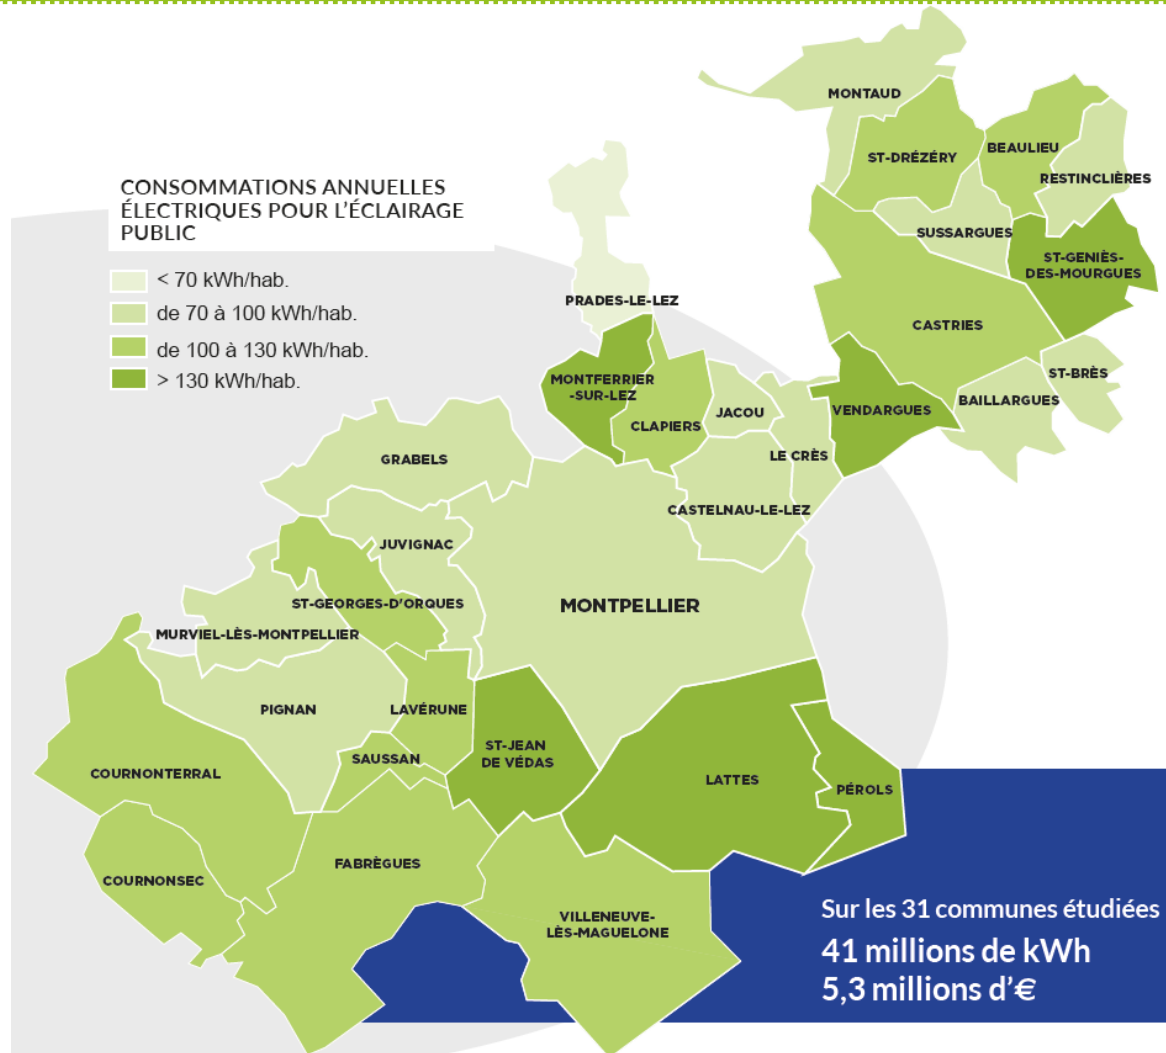 CONSOMMATIONS ANNUELLES
ÉLECTRIQUES POUR L'ÉCLAIRAGE
PUBLIC
< 70 kWh/hab.
de 70 à 100 kWh/hab.
de 100 à 130 kWh/hab.
> 130 kWh/hab.
MONTAUD
ST-DRÉZÉRY
BEAULIEU
RESTINCLIÈRES
SUSSARGUES
ST-GENIÈS-
DES-MOURGUES
PRADES-LE-LEZ
CASTRIES
MONTFERRIER
-SUR-LEZ
CLAPIERS
JACOU
VENDARGUES
BAILLARGUES
ST-BRÈS
GRABELS
LE CRÈS
CASTELNAU-LE-LEZ
JUVIGNAC
ST-GEORGES-D'ORQUES
MONTPELLIER
MURVIEL-LÈS-MONTPELLIER
PIGNAN
LAVÉRUNE
SAUSSAN
ST-JEAN
DE VÉDAS
COURNONTERRAL
LATTES
PÉROLS
COURNONSEC
FABRÈGUES
VILLENEUVE-
LÈS-MAGUELONE
Sur les 31 communes étudiées
41 millions de kWh
5,3 millions d'€